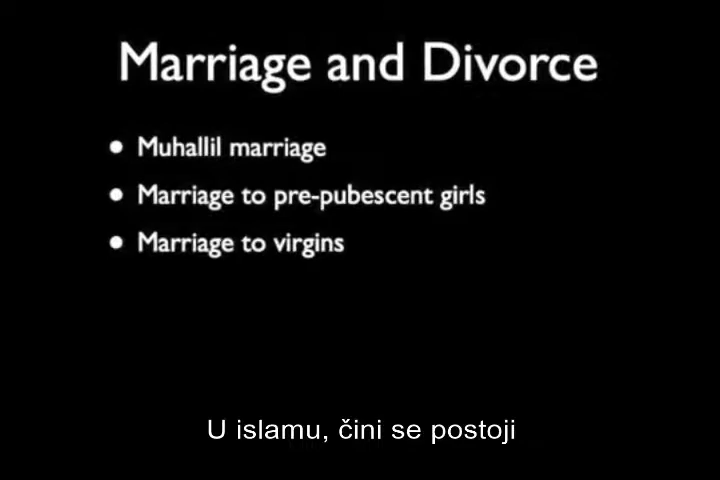 Marriage and Divorce
• Muhallil marriage
• Marriage to pre-pubescent girls
• Marriage to virgins
U islamu, čini se postoji